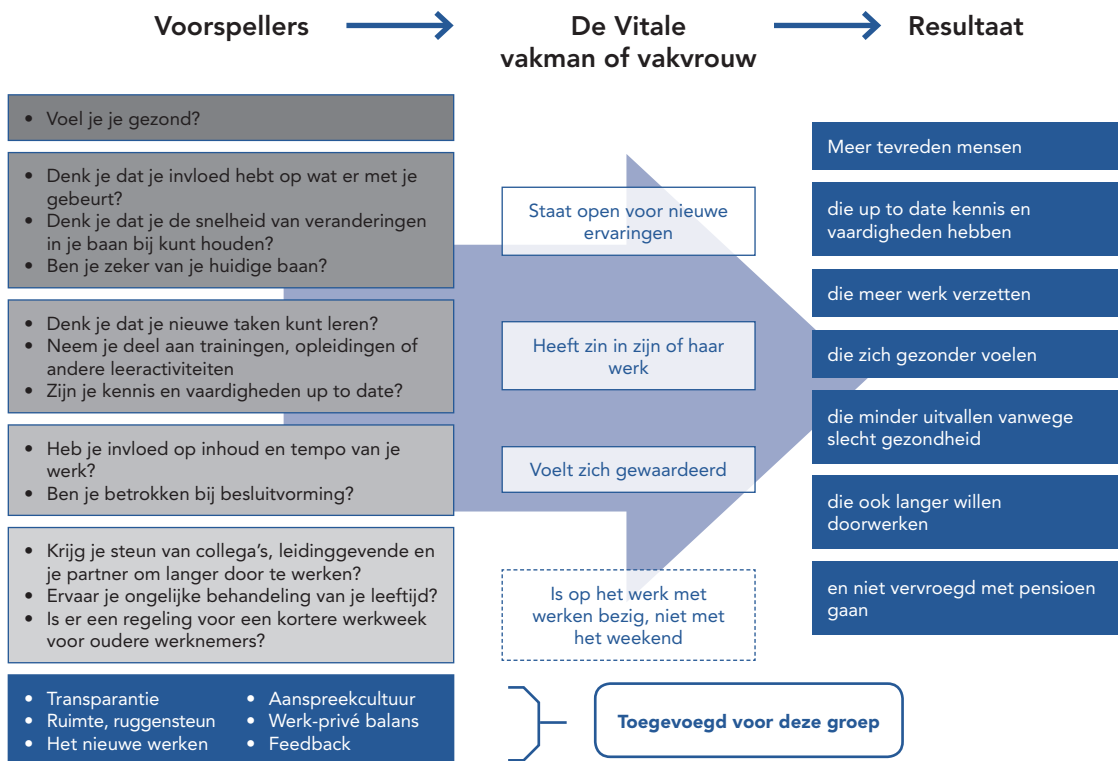 Voorspellers
De Vitale
vakman of vakvrouw
Resultaat
• Voel je je gezond?
• Denk je dat je invloed hebt op wat er met je
gebeurt?
• Denk je dat je de snelheid van veranderingen
in je baan bij kunt houden?
• Ben je zeker van je huidige baan?
• Denk je dat je nieuwe taken kunt leren?
• Neem je deel aan trainingen, opleidingen of
andere leeractiviteiten
• Zijn je kennis en vaardigheden up to date?
• Heb je invloed op inhoud en tempo van je
werk?
• Ben je betrokken bij besluitvorming?
• Krijg je steun van collega's, leidinggevende en
je partner om langer door te werken?
• Ervaar je ongelijke behandeling van je leeftijd?
• Is er een regeling voor een kortere werkweek
voor oudere werknemers?
• Transparantie
• Ruimte, ruggensteun
• Het nieuwe werken
• Aanspreekcultuur
• Werk-privé balans
• Feedback
Staat open voor nieuwe
ervaringen
Heeft zin in zijn of haar
werk
Voelt zich gewaardeerd
Is op het werk met
werken bezig, niet met
het weekend
Toegevoegd voor deze groep
Meer tevreden mensen
die up to date kennis en
vaardigheden hebben
die meer werk verzetten
die zich gezonder voelen
die minder uitvallen vanwege
slecht gezondheid
die ook langer willen
doorwerken
en niet vervroegd met pensioen
gaan